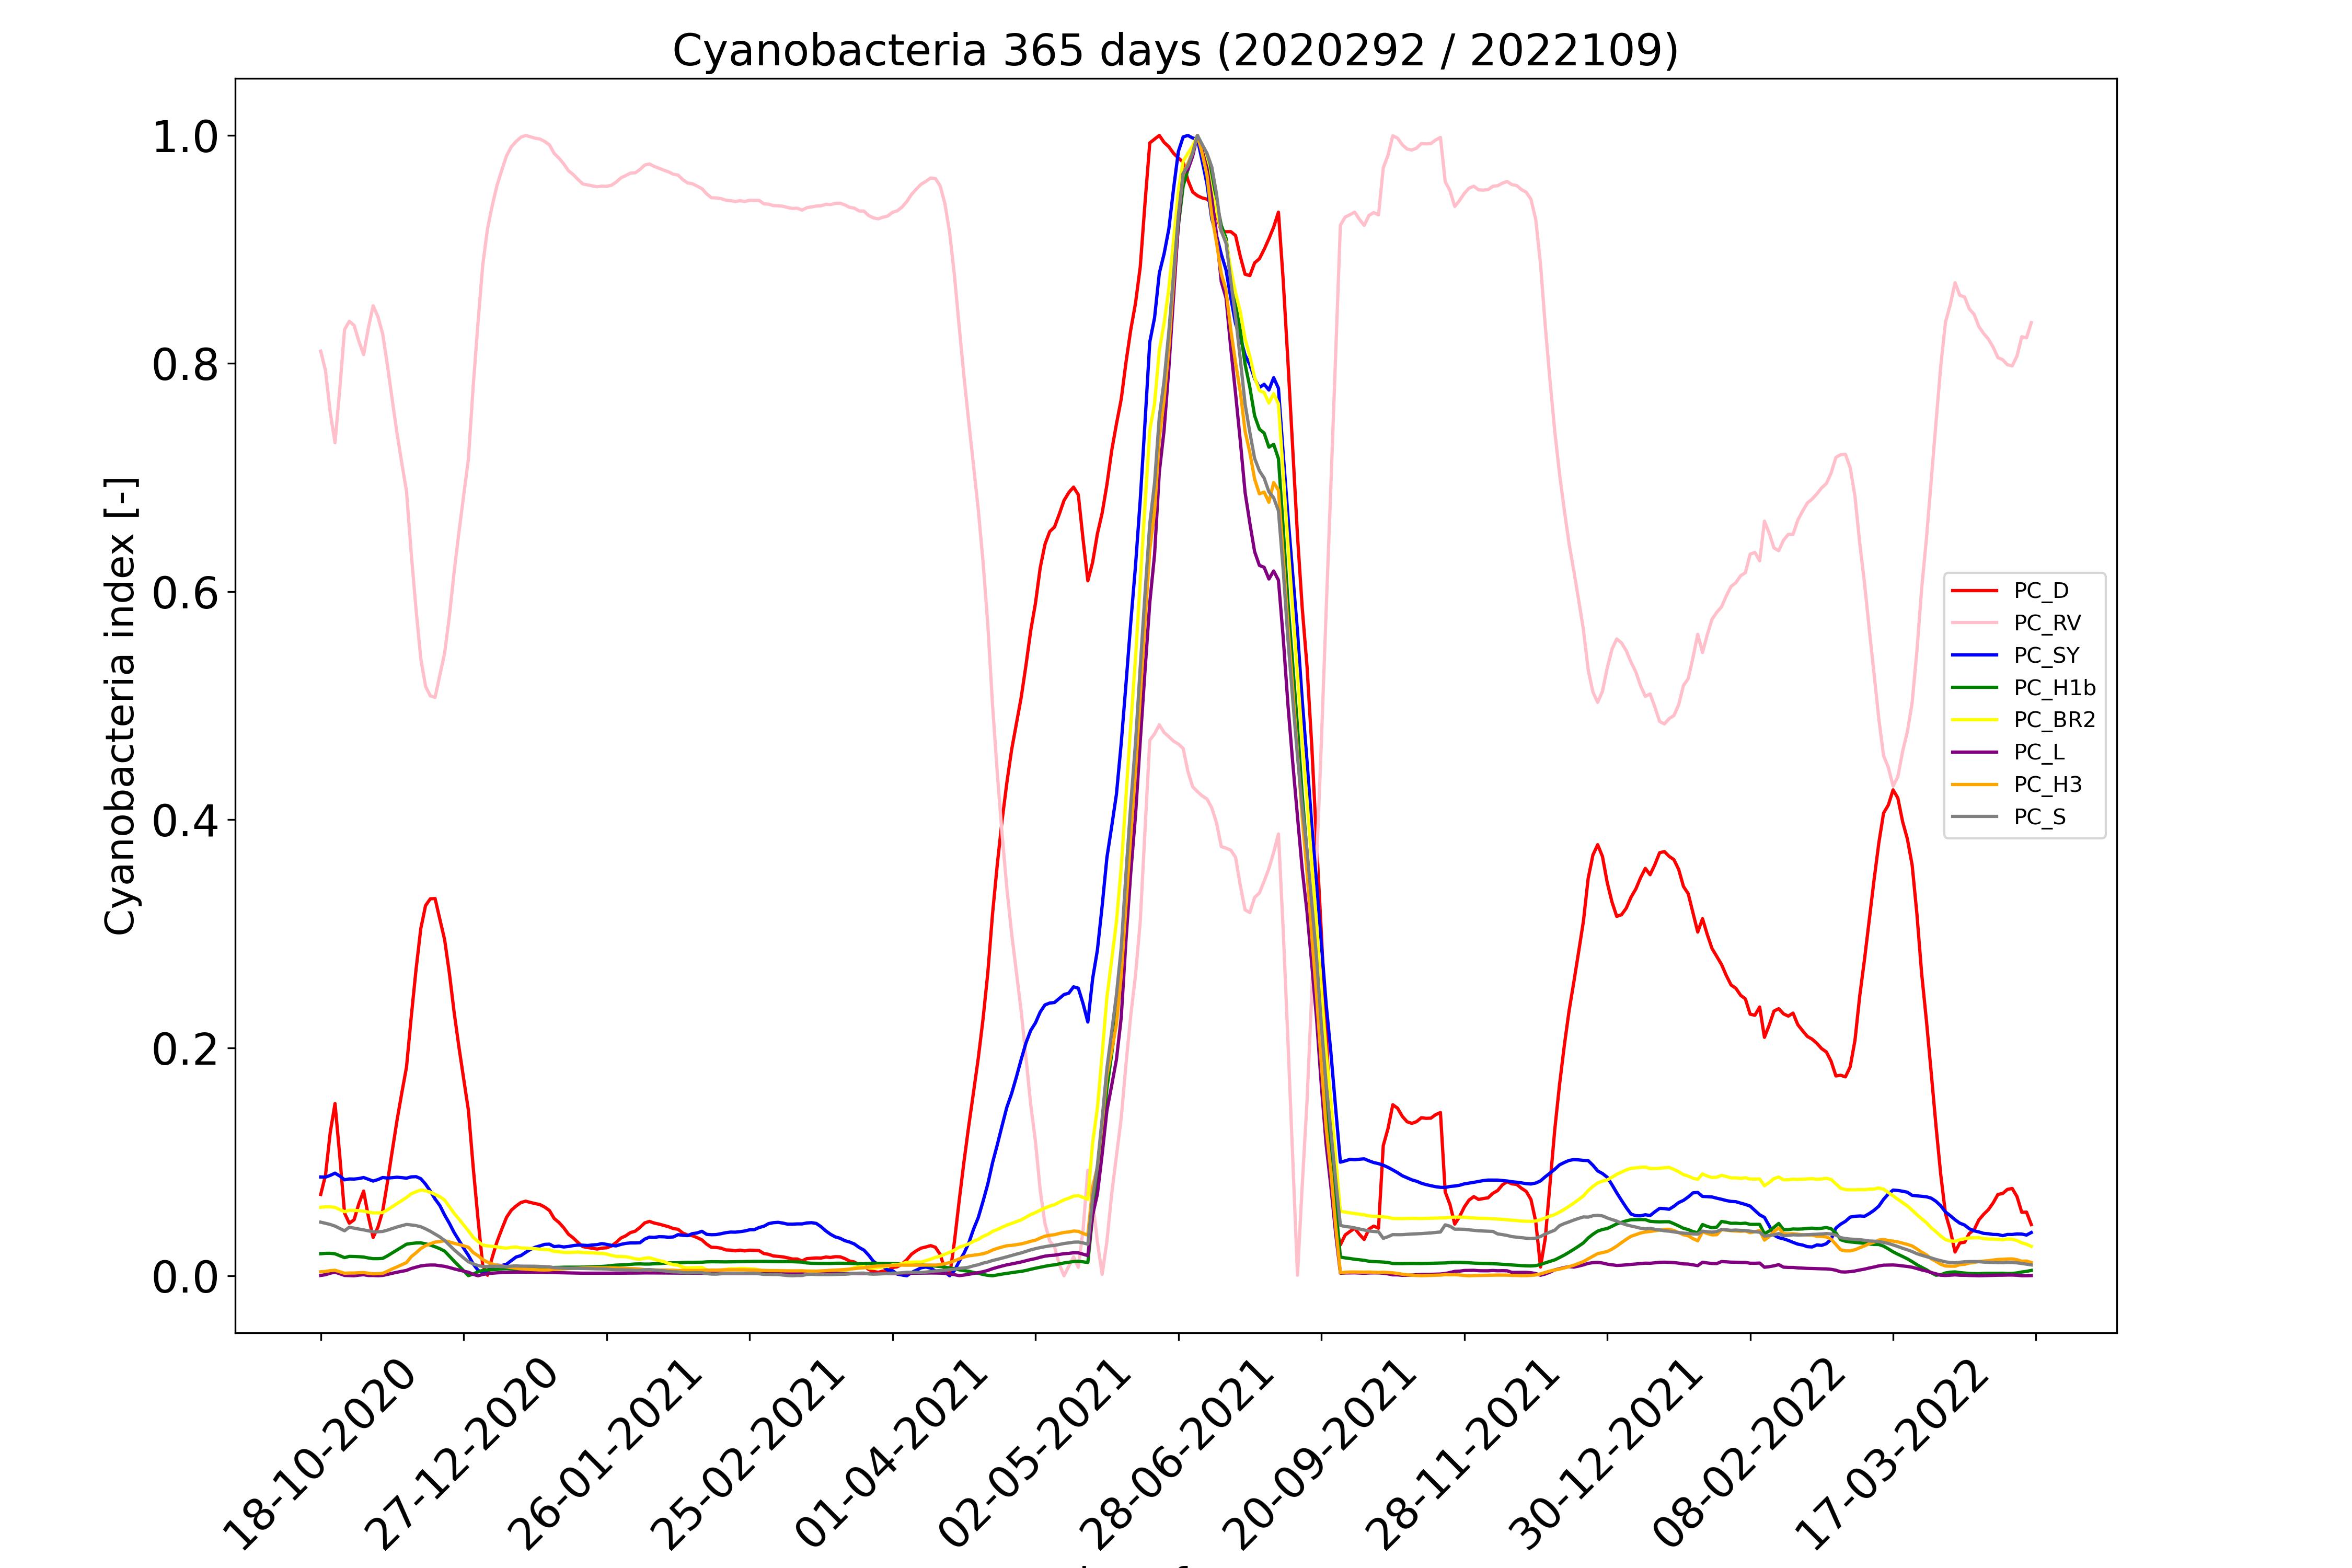 Cyanobacteria 365 days (2020292 / 2022109)
Cyanobacteria index [-]
1.0
0.8
0.6
0.4
0.2
0.0
PC_D
PC_RV
PC_SY
PC_H1b
PC_BR2
PC_L
PC_H3
PC_S
18-10-2020
27-12-2020
26-01-2021
25-02-2021
01-04-2021
02-05-2021
28-06-2021
20-09-2021
28-11-2021
30-12-2021
08-02-2022
17-03-2022